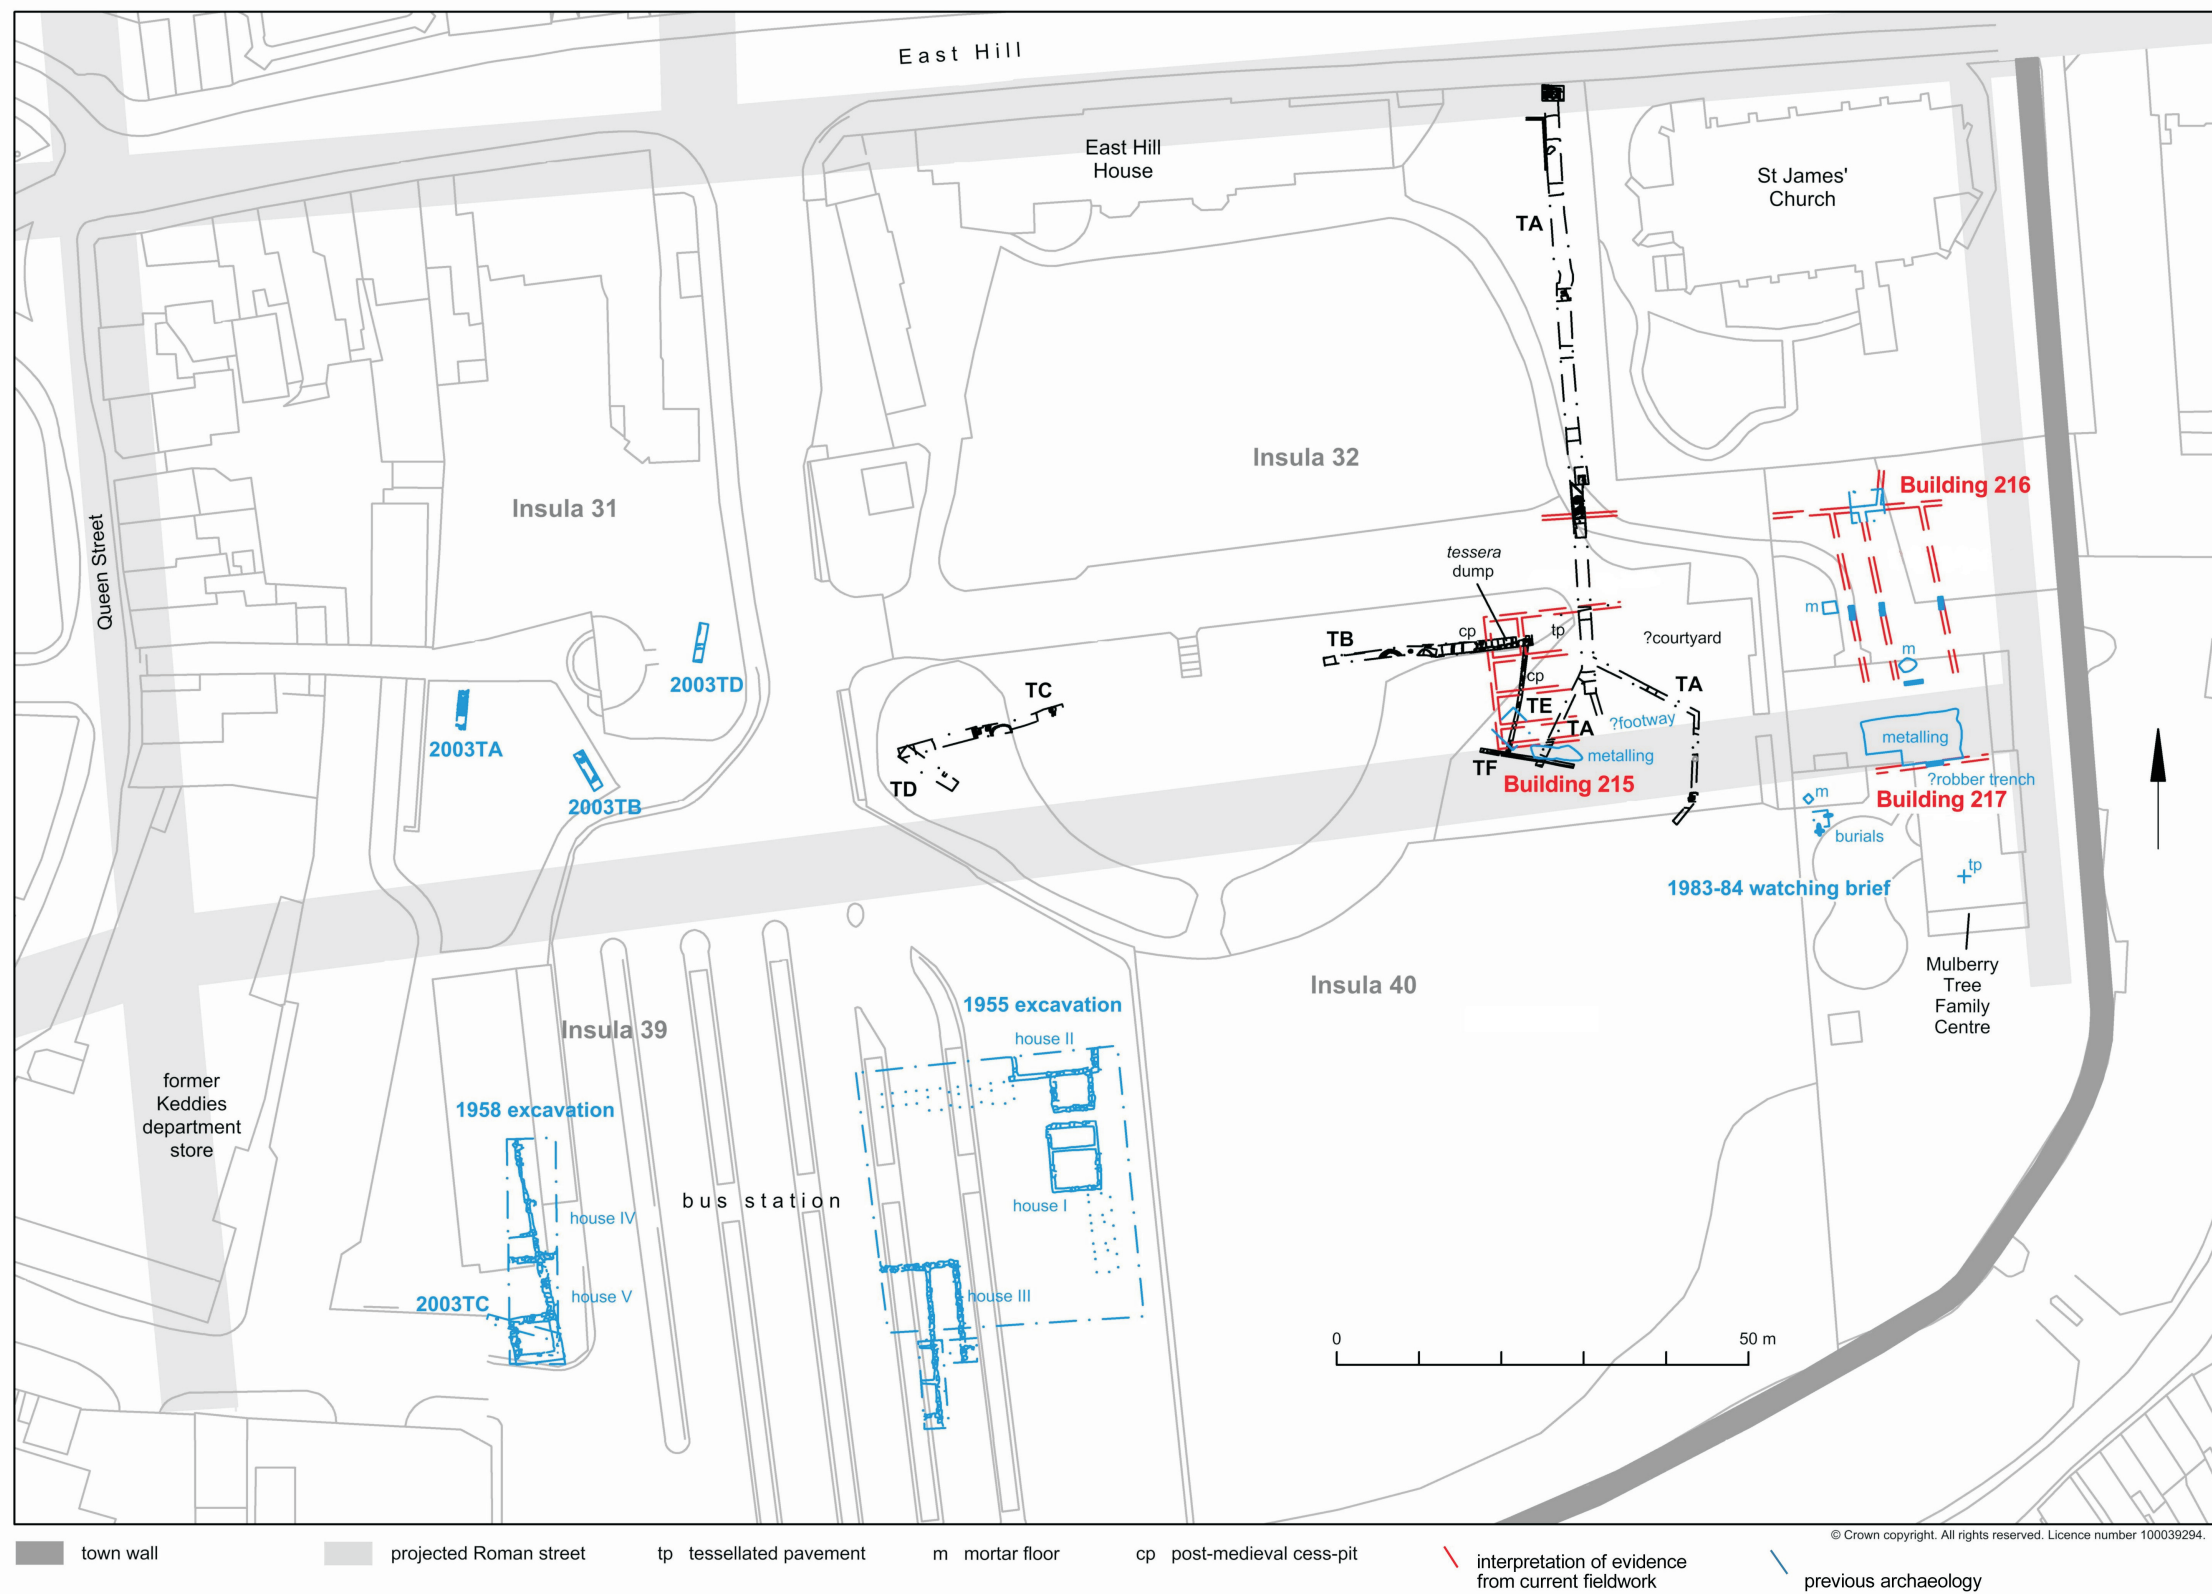 East Hill
East Hill
House
St James'
Church
TA
Insula 32
Building 216
Insula 31
Queen Street
tessera
dump
m
TB
cp
tp
?courtyard
m
2003TD
cp
TC
TA
TE
?footway
TA
2003TA
metalling
metalling
TF
2003TB
TD
Building 215
?robber trench
m
Building 217
burials
tp
1983-84 watching brief
Mulberry
Tree
Family
Centre
Insula 40
1955 excavation
Insula 39
house II
former
Keddies
department
store
1958 excavation
bus station
house I
house IV
house V
2003TC
house III
0
50 m
© Crown copyright. All rights reserved. Licence number 100039294.
town wall
projected Roman street
tp tessellated pavement
m mortar floor
cp post-medieval cess-pit
interpretation of evidence
from current fieldwork
previous archaeology